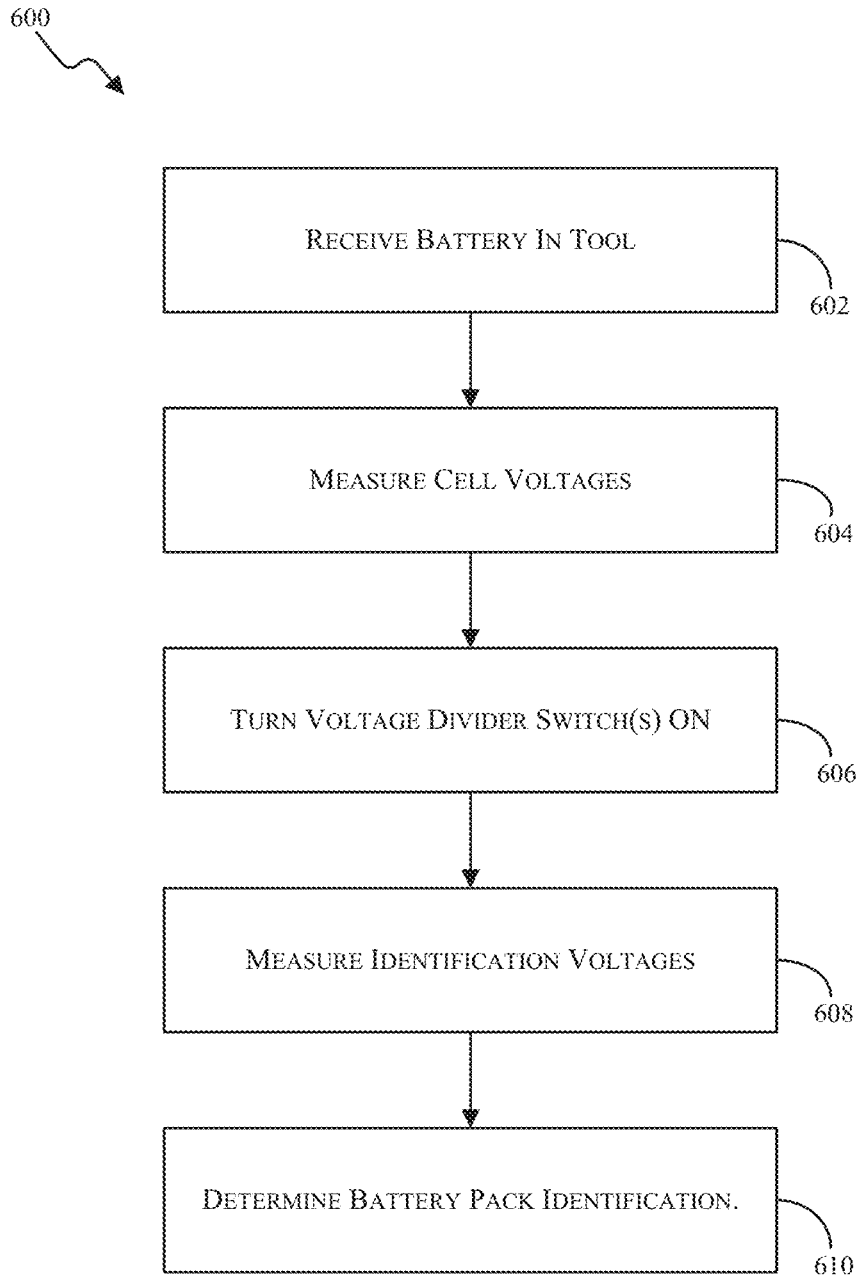 600
RECEIVE BATTERY IN TOOL
602
MEASURE CELL VOLTAGES
604
TURN VOLTAGE DIVIDER SWITCH(S) ON
606
MEASURE IDENTIFICATION VOLTAGES
608
DETERMINE BATTERY PACK IDENTIFICATION.
610